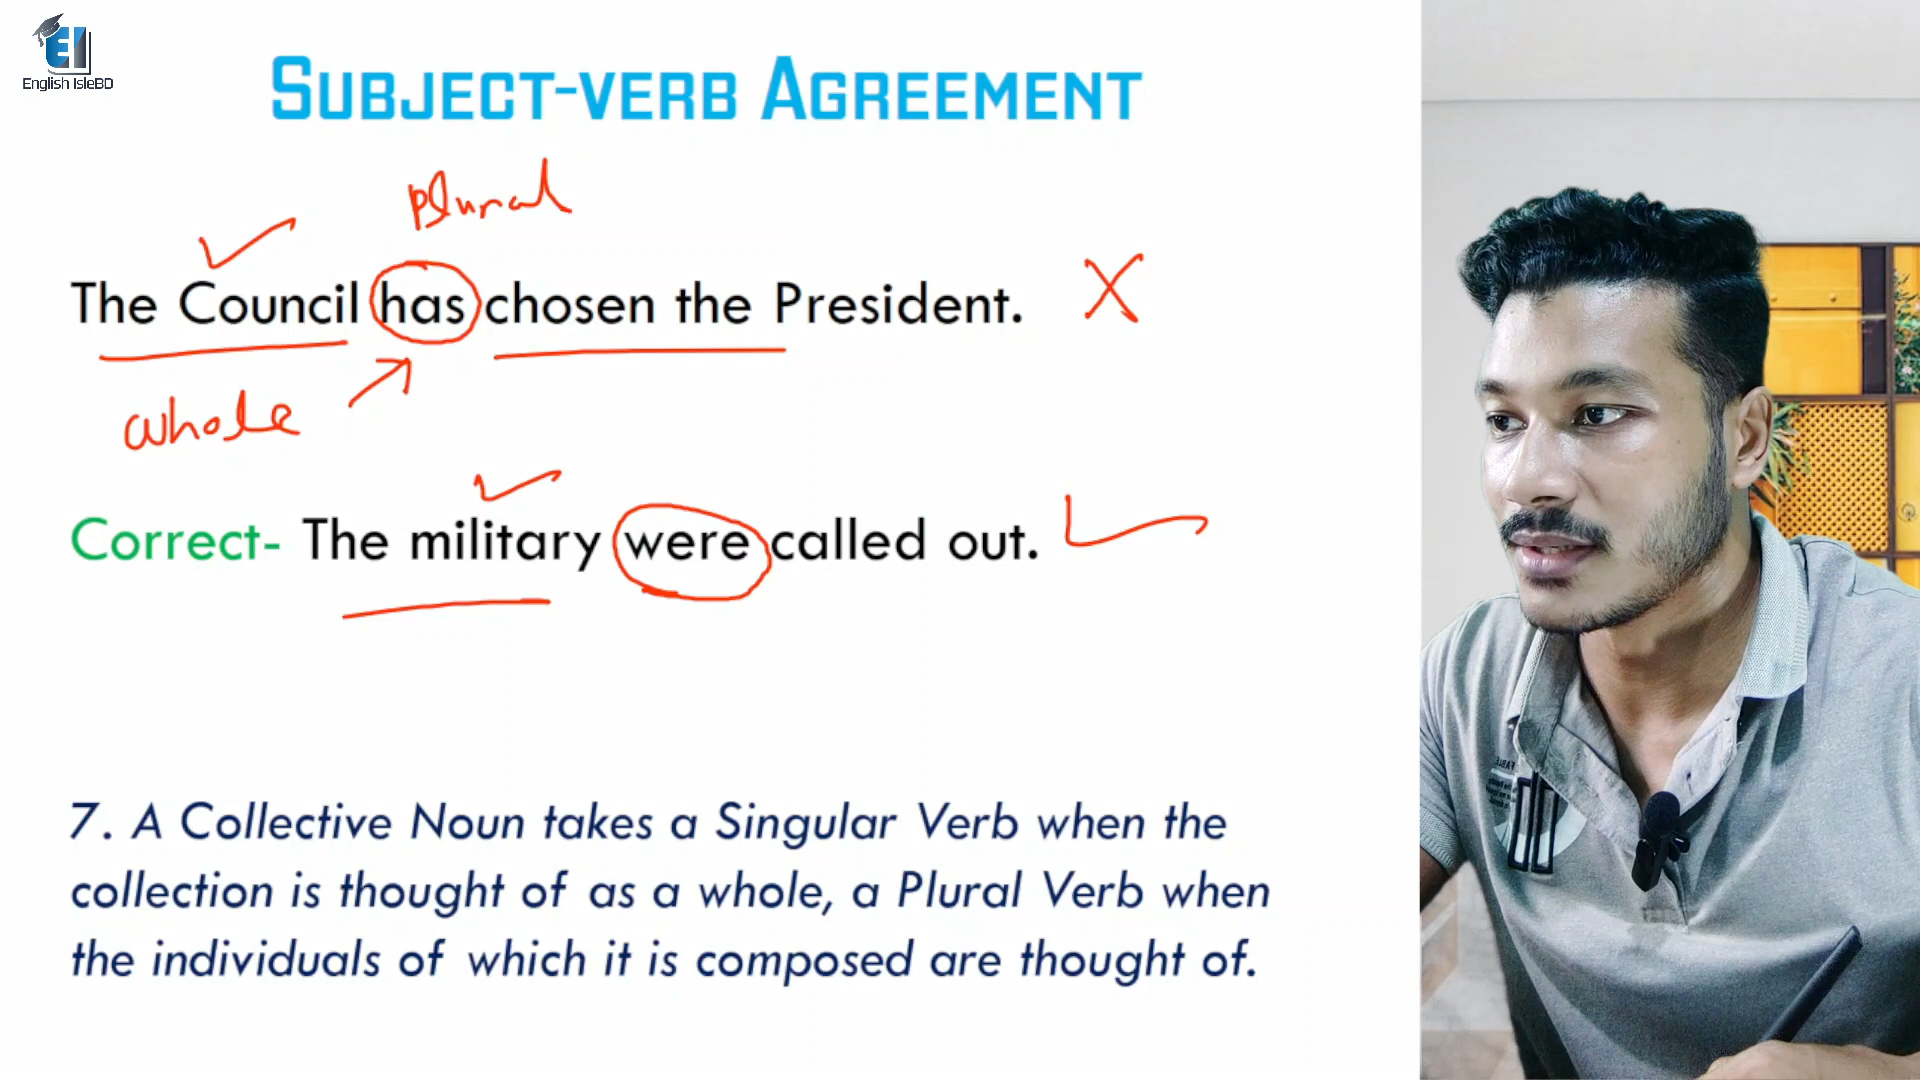 EI
English IsleBD
SUBJECT-VERB AGREEMENT
Plural
The Council has chosen the President. X
whole
Correct- The military were called out.
7. A Collective Noun takes a Singular Verb when the
collection is thought of as a whole, a Plural Verb when
the individuals of which it is composed are thought of.